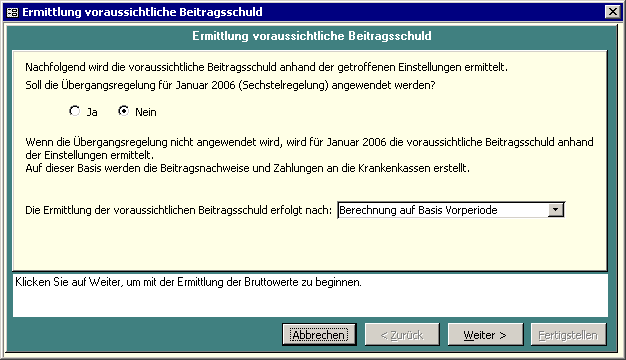 Ermittlung voraussichtliche Beitragsschuld
Ermittlung voraussichtliche Beitragsschuld
Nachfolgend wird die voraussichtliche Beitragsschuld anhand der getroffenen Einstellungen ermittelt.
Soll die Übergangsregelung für Januar 2006 (Sechstelregelung) angewendet werden?
Ja Nein
Wenn die Übergangsregelung nicht angewendet wird, wird für Januar 2006 die voraussichtliche Beitragsschuld anhand
der Einstellungen ermittelt.
Auf dieser Basis werden die Beitragsnachweise und Zahlungen an die Krankenkassen erstellt.
Die Ermittlung der voraussichtlichen Beitragsschuld erfolgt nach: Berechnung auf Basis Vorperiode
Klicken Sie auf Weiter, um mit der Ermittlung der Bruttowerte zu beginnen.
Abbrechen < Zurück Weiter > Fertigstellen